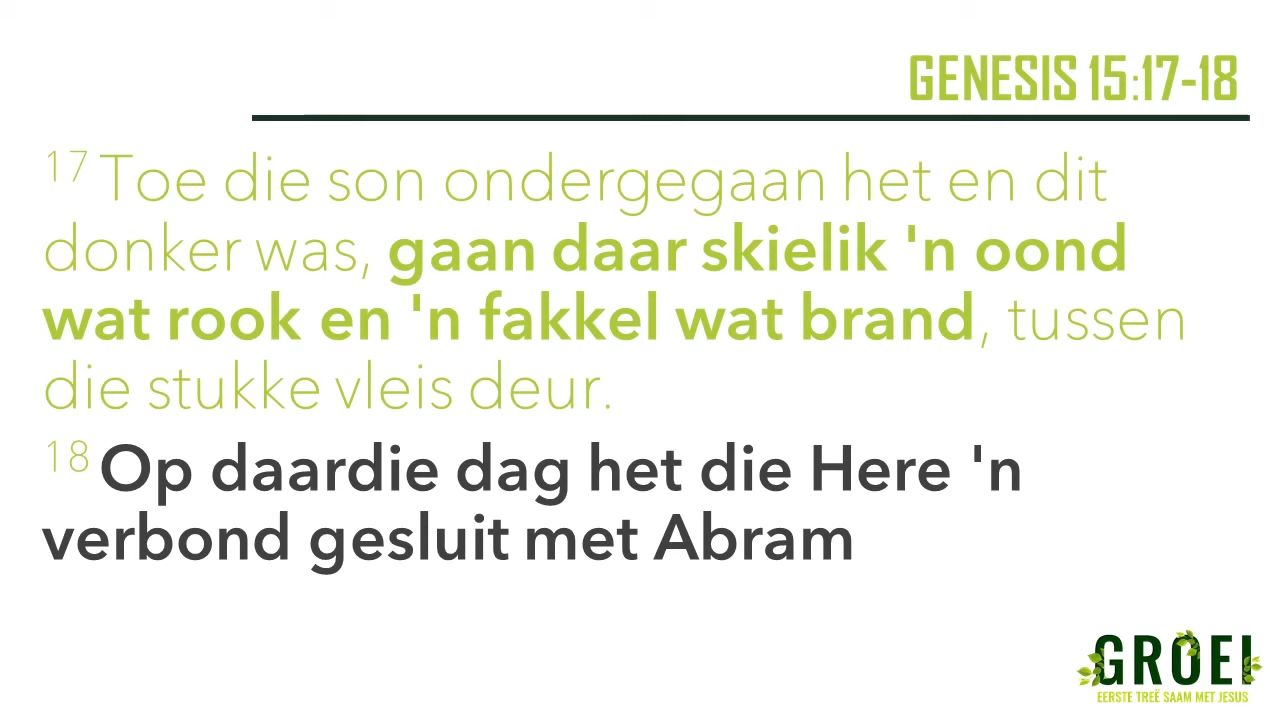 GENESIS 15:17-18
17 Toe die son ondergegaan het en dit
donker was, gaan daar skielik 'n oond
wat rook en 'n fakkel wat brand, tussen
die stukke vleis deur.
18 Op daardie dag het die Here 'n
verbond gesluit met Abram
GROEI
EERSTE TREË SAAM MET JESUS